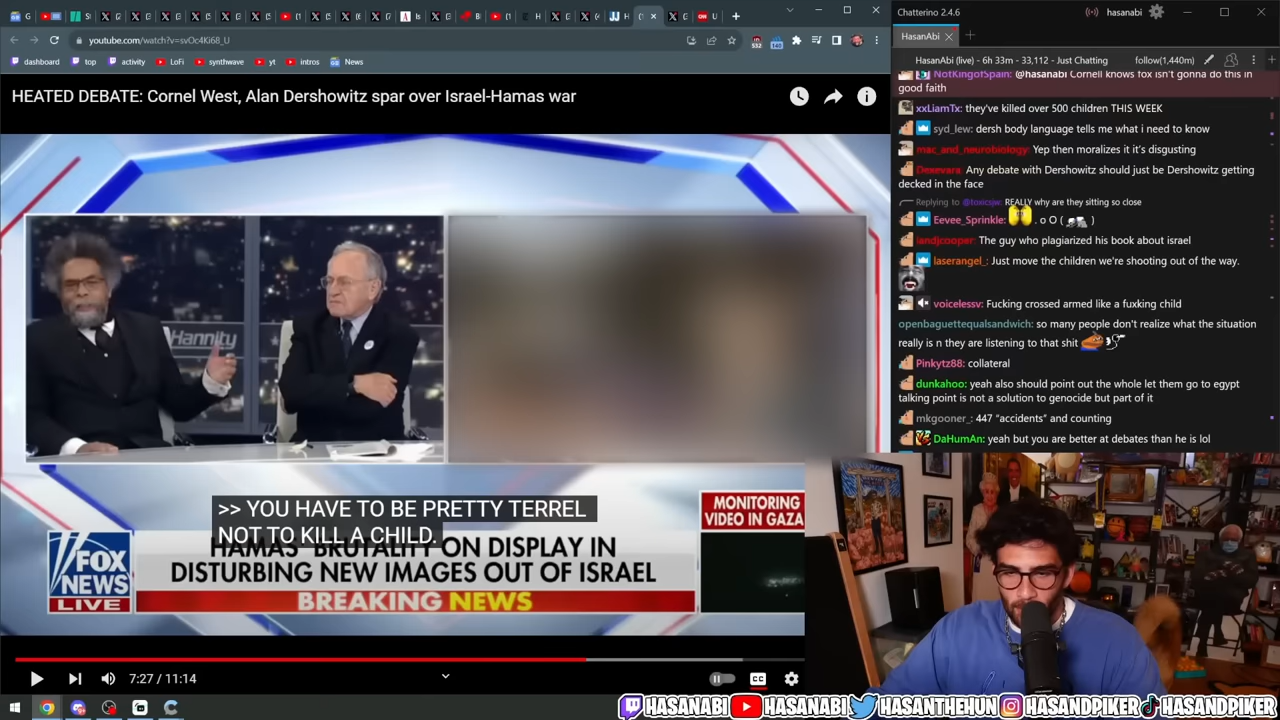 youtube.com/watch?v=svOc4Ki68_U
532
140
dashboard
top
activity
LoFi
synthwave
yt
intros
News
HEATED DEBATE: Cornel West, Alan Dershowitz spar over Israel-Hamas war
Hannity
>> YOU HAVE TO BE PRETTY TERREL
NOT TO KILL A CHILD.
HAMAS' BRUTALITY ON DISPLAY IN
DISTURBING NEW IMAGES OUT OF ISRAEL
BREAKING NEWS
FOX
NEWS
LIVE
MONITORING
VIDEO IN GAZA
7:27 / 11:14
CC
Chatterino 2.4.6
hasanabi
HasanAbi
HasanAbi (live) - 6h 33m - 33,112 - Just Chatting
follow(1,440m)
NotKingofSpain: @hasanabi Cornell knows fox isn't gonna do this in
good faith
xxLiamTx: they've killed over 500 children THIS WEEK
syd_lew: dersh body language tells me what i need to know
mac_and_neurobiology: Yep then moralizes it it's disgusting
Dexevara: Any debate with Dershowitz should just be Dershowitz getting
decked in the face
Replying to @toxicsjw: REALLY why are they sitting so close
Eevee_Sprinkle: . o O ( )
iandjcooper: The guy who plagiarized his book about israel
laserangel_: Just move the children we're shooting out of the way.
voicelessv: Fucking crossed armed like a fuxking child
openbaguettequalsandwich: so many people don't realize what the situation
really is n they are listening to that shit
Pinkytz88: collateral
dunkahoo: yeah also should point out the whole let them go to egypt
talking point is not a solution to genocide but part of it
mkgooner_: 447 "accidents" and counting
DaHumAn: yeah but you are better at debates than he is lol
HASANABI
HASANABI
HASANTHEHUN
HASANDPIKER
HASANDPIKER